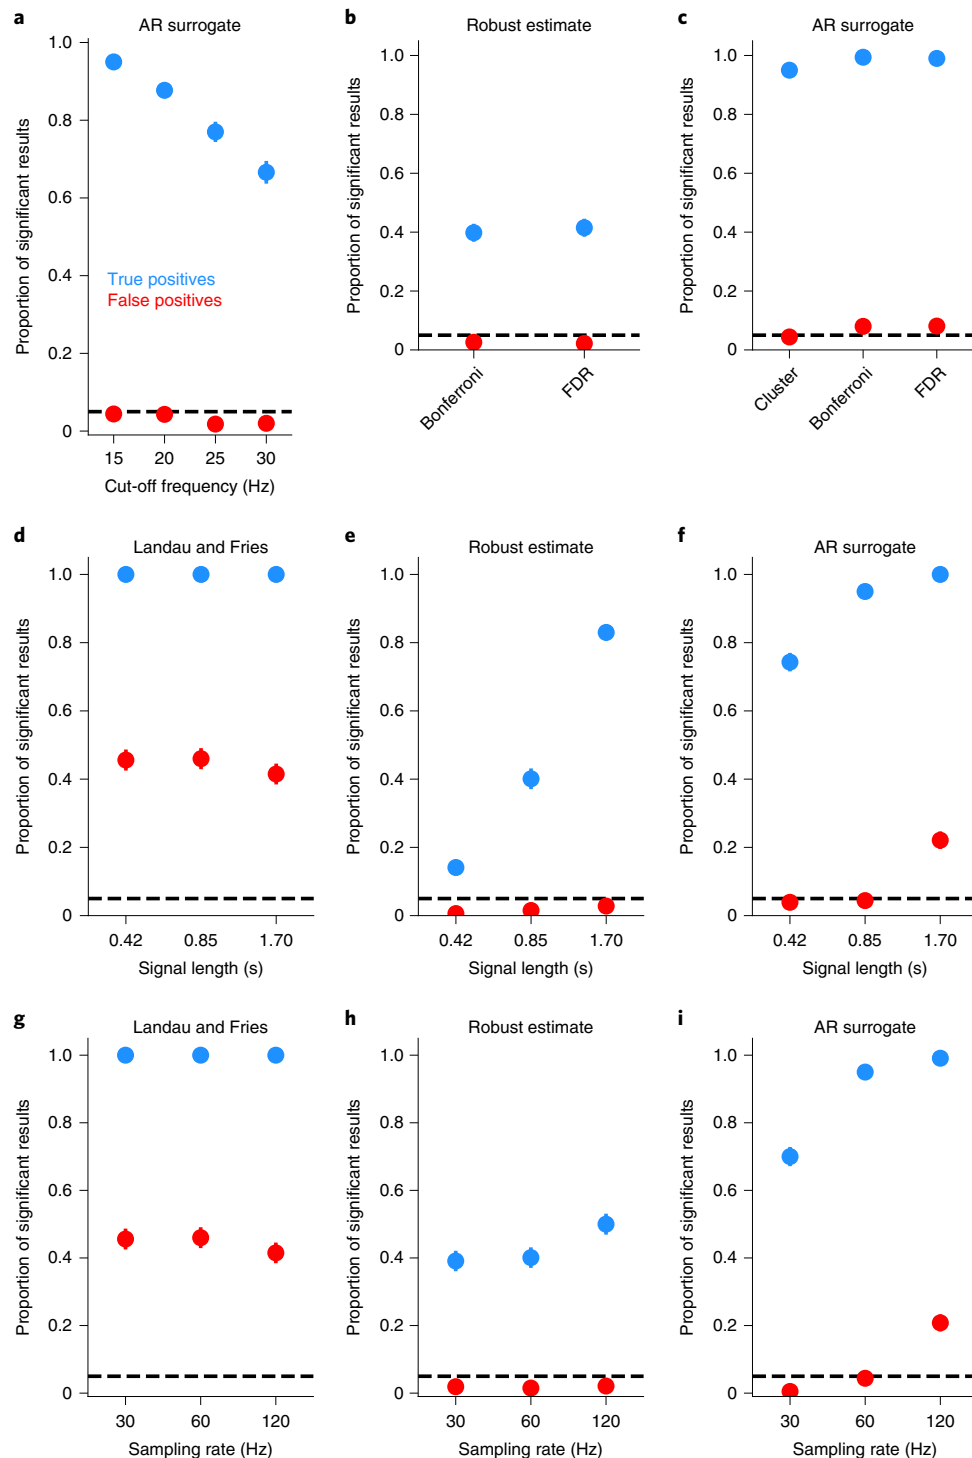 a
AR surrogate
Proportion of significant results
1.0
0.8
0.6
0.4
0.2
0
True positives
False positives
15 20 25 30
Cut-off frequency (Hz)
b
Robust estimate
Proportion of significant results
1.0
0.8
0.6
0.4
0.2
0
Bonferroni
FDR
c
AR surrogate
Proportion of significant results
1.0
0.8
0.6
0.4
0.2
0
Cluster
Bonferroni
FDR
d
Landau and Fries
Proportion of significant results
1.0
0.8
0.6
0.4
0.2
0
0.42 0.85 1.70
Signal length (s)
e
Robust estimate
Proportion of significant results
1.0
0.8
0.6
0.4
0.2
0
0.42 0.85 1.70
Signal length (s)
f
AR surrogate
Proportion of significant results
1.0
0.8
0.6
0.4
0.2
0
0.42 0.85 1.70
Signal length (s)
g
Landau and Fries
Proportion of significant results
1.0
0.8
0.6
0.4
0.2
0
30 60 120
Sampling rate (Hz)
h
Robust estimate
Proportion of significant results
1.0
0.8
0.6
0.4
0.2
0
30 60 120
Sampling rate (Hz)
i
AR surrogate
Proportion of significant results
1.0
0.8
0.6
0.4
0.2
0
30 60 120
Sampling rate (Hz)